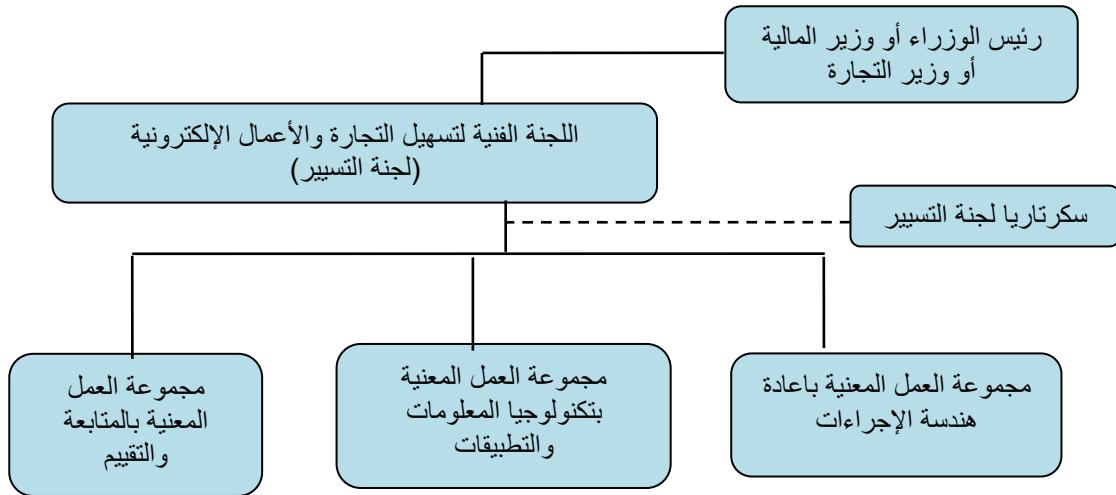 رئيس الوزراء أو وزير المالية
أو وزير التجارة
اللجنة الفنية لتسهيل التجارة والأعمال الإلكترونية
(لجنة التسيير)
سكرتاريا لجنة التسيير
مجموعة العمل المعنية باعادة
هندسة الإجراءات
مجموعة العمل المعنية
بتكنولوجيا المعلومات
والتطبيقات
مجموعة العمل
المعنية بالمتابعة
والتقييم